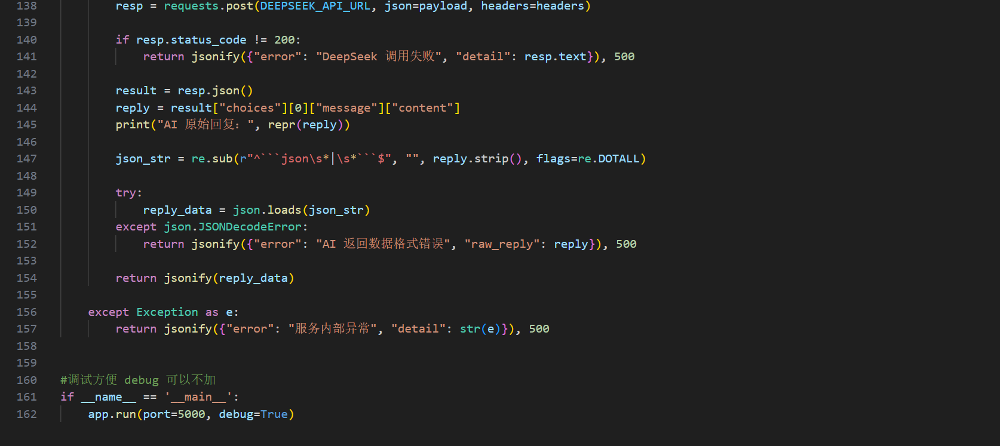 138 resp = requests.post(DEEPSEEK_API_URL, json=payload, headers=headers)
139
140 if resp.status_code != 200:
141 return jsonify({"error": "DeepSeek 调用失败", "detail": resp.text}), 500
142
143 result = resp.json()
144 reply = result["choices"][0]["message"]["content"]
145 print("AI 原始回复：", repr(reply))
146
147 json_str = re.sub(r"^```json\s*|\s*```$", "", reply.strip(), flags=re.DOTALL)
148
149 try:
150 reply_data = json.loads(json_str)
151 except json.JSONDecodeError:
152 return jsonify({"error": "AI 返回数据格式错误", "raw_reply": reply}), 500
153
154 return jsonify(reply_data)
155
156 except Exception as e:
157 return jsonify({"error": "服务内部异常", "detail": str(e)}), 500
158
159
160 #调试方便 debug 可以不加
161 if __name__ == '__main__':
162 app.run(port=5000, debug=True)